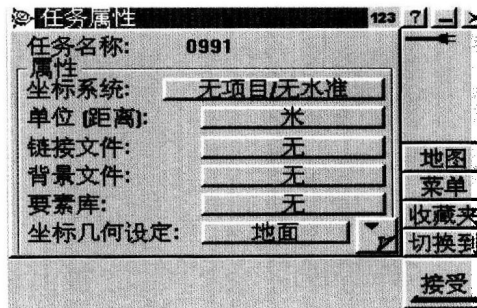 任务属性 123 ?
任务名称: 0991
属性
坐标系统: 无项目/无水准
单位 (距离): 米
链接文件: 无
背景文件: 无
要素库: 无
坐标几何设定: 地面
地图
菜单
收藏夹
切换到
接受